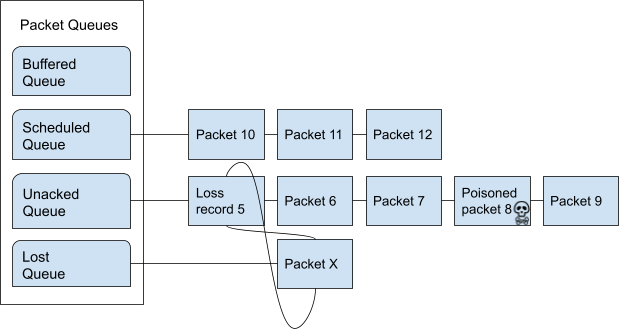 Packet Queues
Buffered
Queue
Scheduled
Queue
Packet 10
Packet 11
Packet 12
Unacked
Queue
Loss
record 5
Packet 6
Packet 7
Poisoned
packet 8
Packet 9
Lost
Queue
Packet X